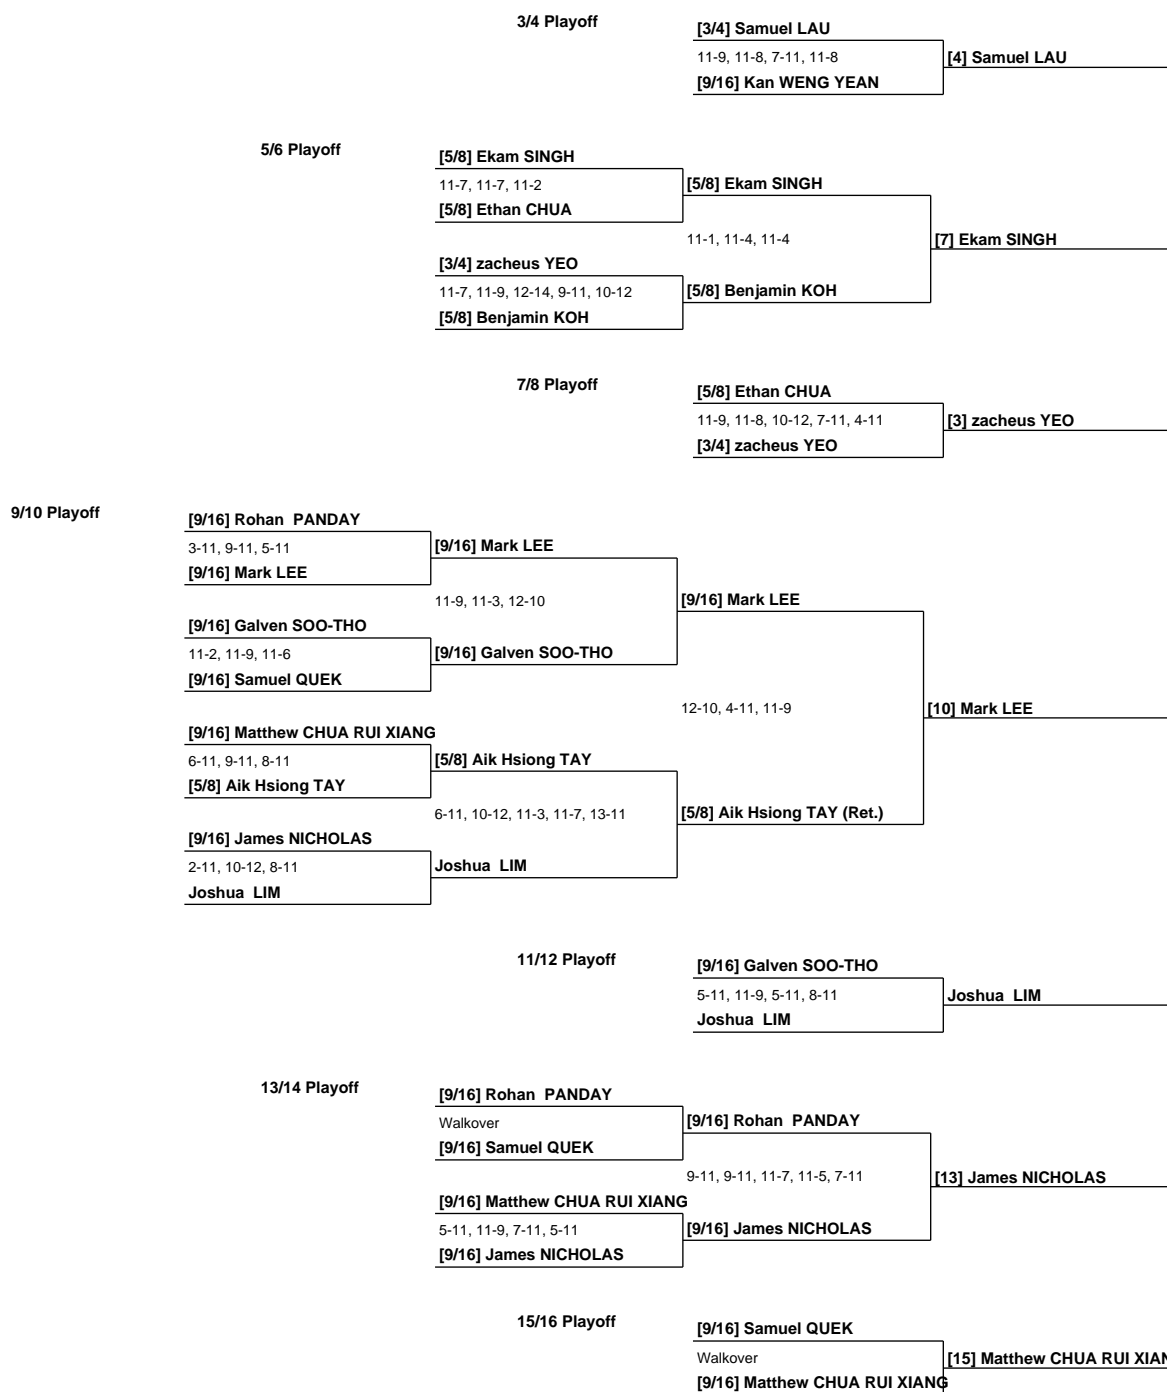 3/4 Playoff
[3/4] Samuel LAU
11-9, 11-8, 7-11, 11-8
[4] Samuel LAU
[9/16] Kan WENG YEAN
5/6 Playoff
[5/8] Ekam SINGH
11-7, 11-7, 11-2
[5/8] Ekam SINGH
[5/8] Ethan CHUA
11-1, 11-4, 11-4
[7] Ekam SINGH
[3/4] zacheus YEO
11-7, 11-9, 12-14, 9-11, 10-12
[5/8] Benjamin KOH
[5/8] Benjamin KOH
7/8 Playoff
[5/8] Ethan CHUA
11-9, 11-8, 10-12, 7-11, 4-11
[3] zacheus YEO
[3/4] zacheus YEO
9/10 Playoff
[9/16] Rohan  PANDAY
3-11, 9-11, 5-11
[9/16] Mark LEE
[9/16] Mark LEE
11-9, 11-3, 12-10
[9/16] Mark LEE
[9/16] Galven SOO-THO
11-2, 11-9, 11-6
[9/16] Galven SOO-THO
[9/16] Samuel QUEK
12-10, 4-11, 11-9
[10] Mark LEE
[9/16] Matthew CHUA RUI XIANG
6-11, 9-11, 8-11
[5/8] Aik Hsiong TAY
[5/8] Aik Hsiong TAY
6-11, 10-12, 11-3, 11-7, 13-11
[5/8] Aik Hsiong TAY (Ret.)
[9/16] James NICHOLAS
2-11, 10-12, 8-11
Joshua  LIM
Joshua  LIM
11/12 Playoff
[9/16] Galven SOO-THO
5-11, 11-9, 5-11, 8-11
Joshua  LIM
Joshua  LIM
13/14 Playoff
[9/16] Rohan  PANDAY
Walkover
[9/16] Rohan  PANDAY
[9/16] Samuel QUEK
9-11, 9-11, 11-7, 11-5, 7-11
[13] James NICHOLAS
[9/16] Matthew CHUA RUI XIANG
5-11, 11-9, 7-11, 5-11
[9/16] James NICHOLAS
[9/16] James NICHOLAS
15/16 Playoff
[9/16] Samuel QUEK
Walkover
[15] Matthew CHUA RUI XIAN
[9/16] Matthew CHUA RUI XIANG